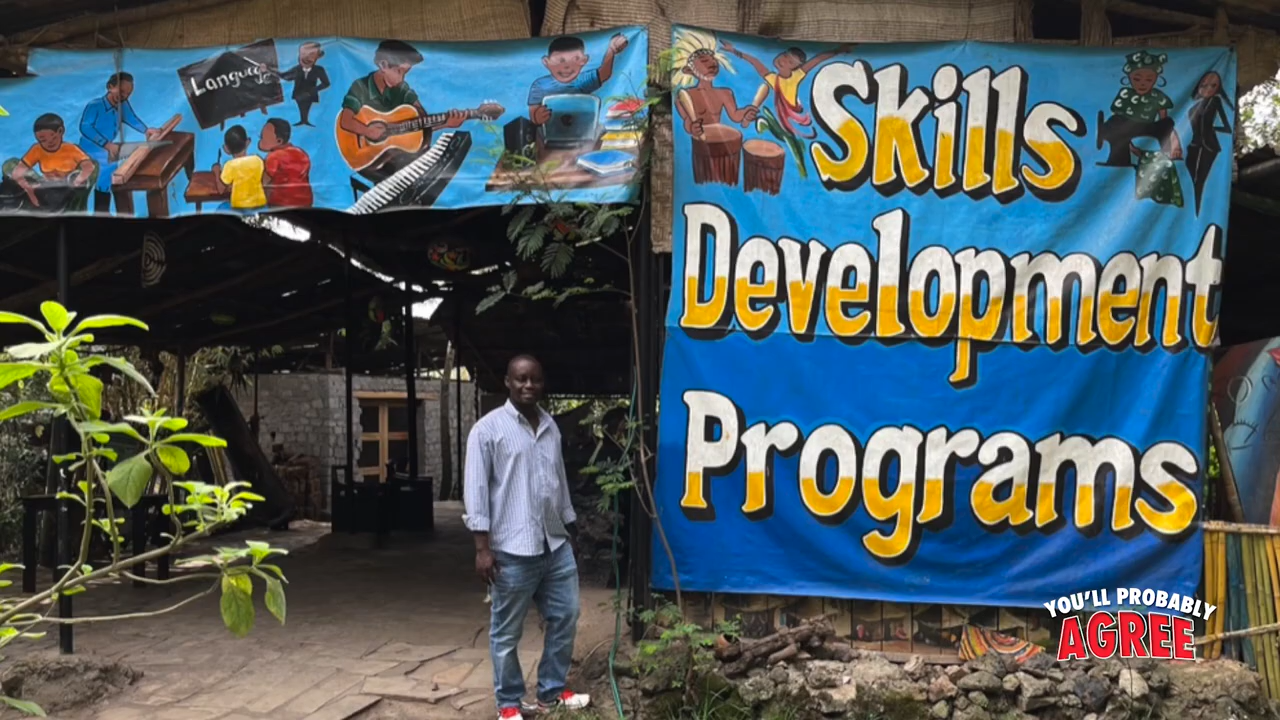 Language
Skills
Development
Programs
YOU'LL PROBABLY
AGREE